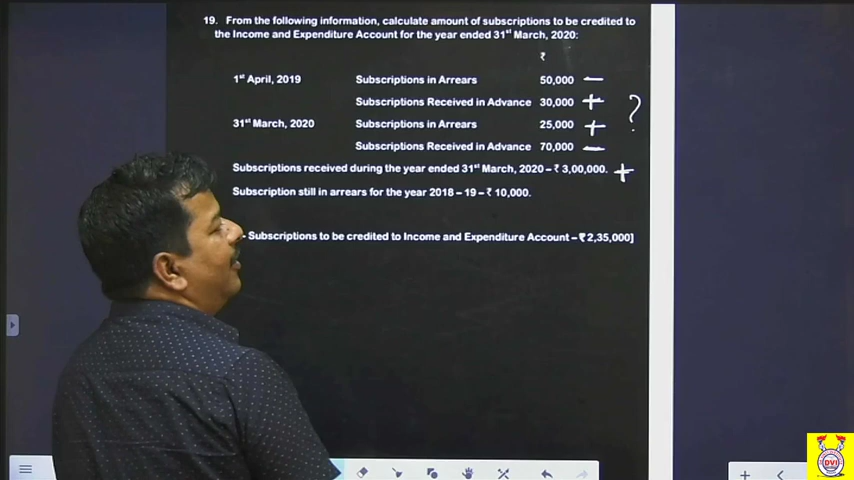 19. From the following information, calculate amount of subscriptions to be credited to
the Income and Expenditure Account for the year ended 31st March, 2020:
₹
1st April, 2019 Subscriptions in Arrears 50,000 —
Subscriptions Received in Advance 30,000 +
?
31st March, 2020 Subscriptions in Arrears 25,000 +
Subscriptions Received in Advance 70,000 —
Subscriptions received during the year ended 31st March, 2020 – ₹ 3,00,000. +
Subscription still in arrears for the year 2018 – 19 – ₹ 10,000.
- Subscriptions to be credited to Income and Expenditure Account – ₹ 2,35,000]
DVI